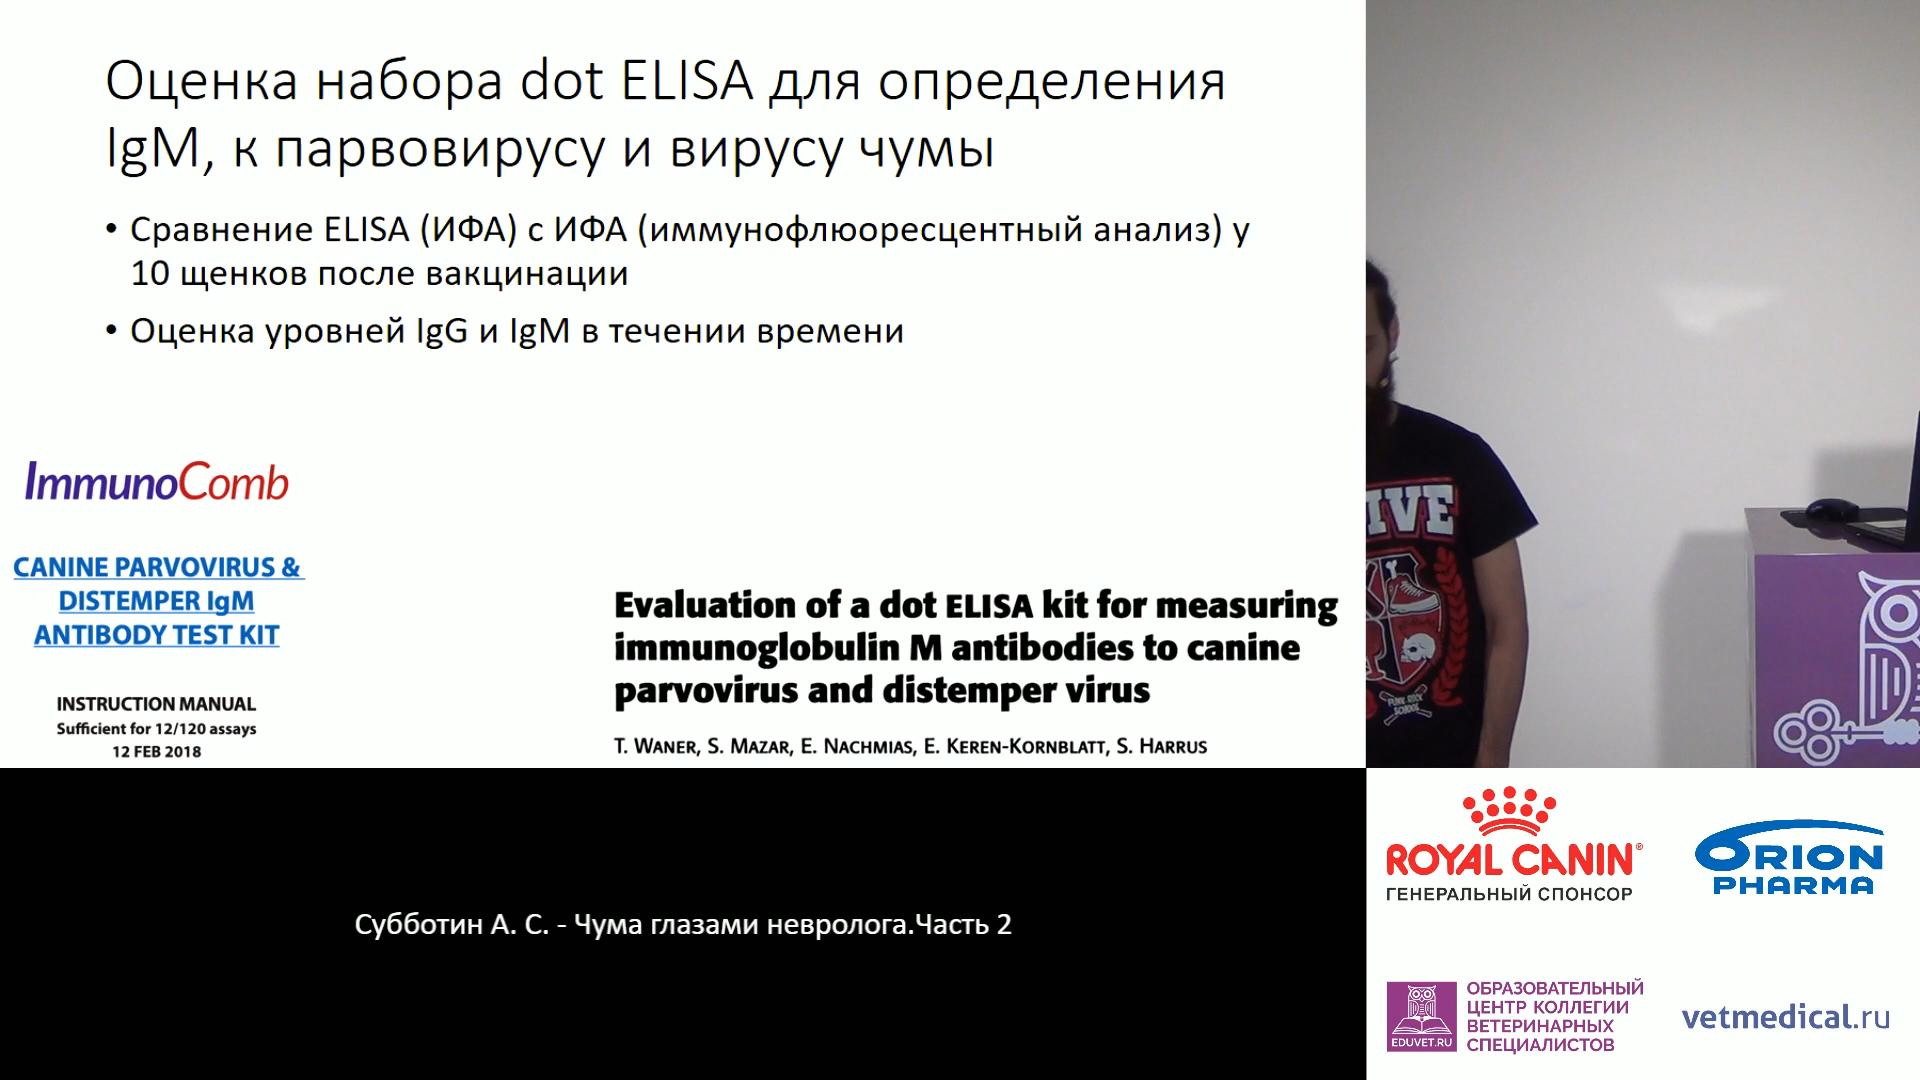 Оценка набора dot ELISA для определения
IgM, к парвовирусу и вирусу чумы
• Сравнение ELISA (ИФА) с ИФА (иммунофлюоресцентный анализ) у
10 щенков после вакцинации
• Оценка уровней IgG и IgM в течении времени
ImmunoComb
CANINE PARVOVIRUS &
DISTEMPER IgM
ANTIBODY TEST KIT
INSTRUCTION MANUAL
Sufficient for 12/120 assays
12 FEB 2018
Evaluation of a dot ELISA kit for measuring
immunoglobulin M antibodies to canine
parvovirus and distemper virus
T. WANER, S. MAZAR, E. NACHMIAS, E. KEREN-KORNBLATT, S. HARRUS
IVE
PUNK ROCK
SCHOOL
Субботин А. С. - Чума глазами невролога.Часть 2
ROYAL CANIN®
ГЕНЕРАЛЬНЫЙ СПОНСОР
ORION
PHARMA
EDUVET.RU
ОБРАЗОВАТЕЛЬНЫЙ
ЦЕНТР КОЛЛЕГИИ
ВЕТЕРИНАРНЫХ
СПЕЦИАЛИСТОВ
vetmedical.ru